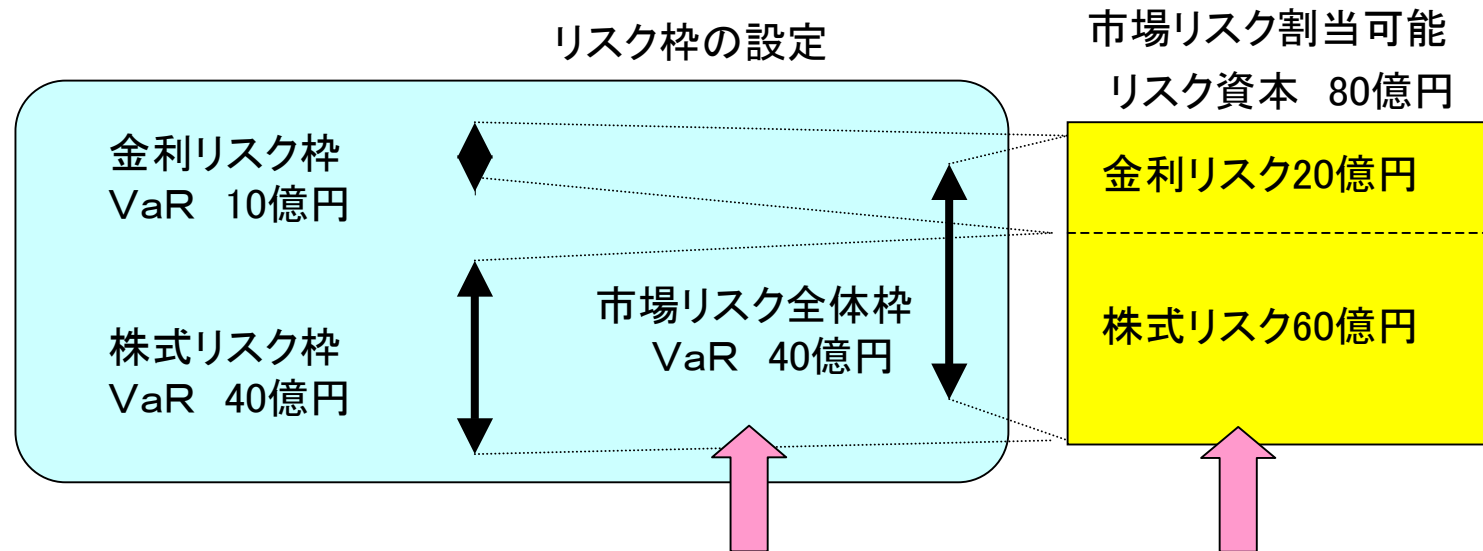 リスク枠の設定
市場リスク割当可能
リスク資本 80億円
金利リスク枠
VaR 10億円
株式リスク枠
VaR 40億円
市場リスク全体枠
VaR 40億円
金利リスク20億円
株式リスク60億円